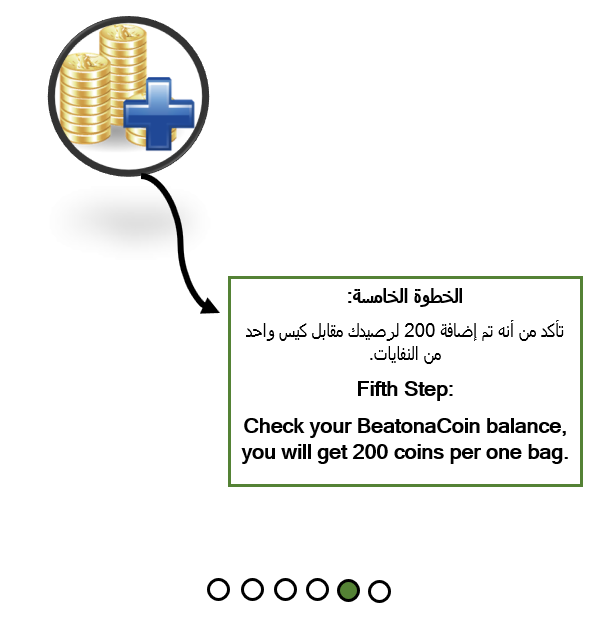 الخطوة الخامسة:
تأكد من أنه تم إضافة 200 لرصيدك مقابل كيس واحد
من النفايات.
Fifth Step:
Check your BeatonaCoin balance,
you will get 200 coins per one bag.